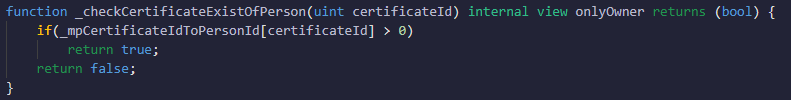 function _checkCertificateExistOfPerson(uint certificateId) internal view onlyOwner returns (bool) {
if(_mpCertificateIdToPersonId[certificateId] > 0)
return true;
return false;
}